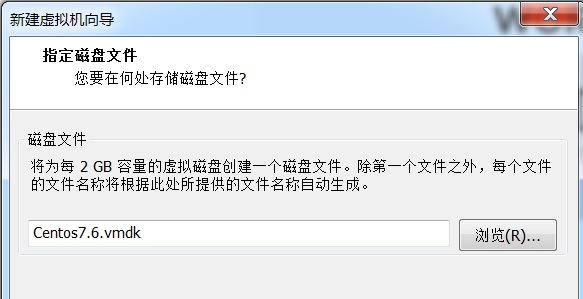 新建虚拟机向导
指定磁盘文件
您要在何处存储磁盘文件?
磁盘文件
将为每 2 GB 容量的虚拟磁盘创建一个磁盘文件。除第一个文件之外，每个文件
的文件名称将根据此处所提供的文件名称自动生成。
Centos7.6.vmdk
浏览(R)...